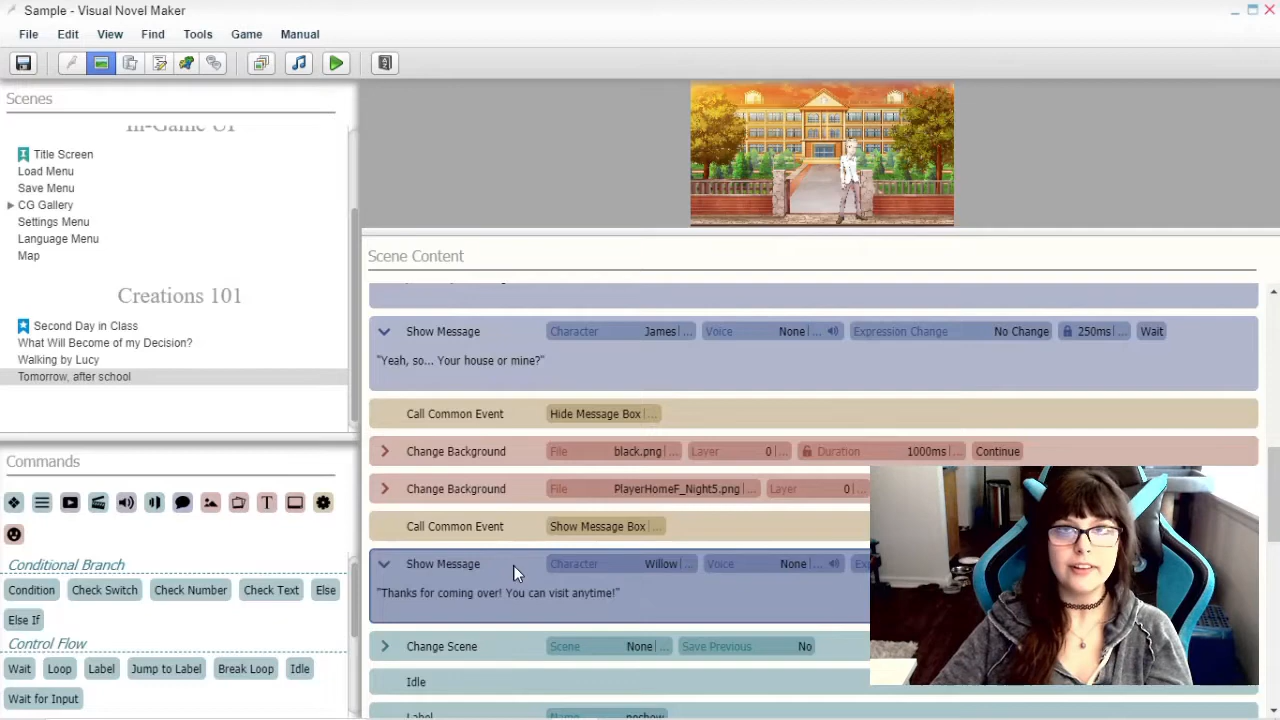 Sample - Visual Novel Maker
File Edit View Find Tools Game Manual
Scenes
In-Game UI
Title Screen
Load Menu
Save Menu
CG Gallery
Settings Menu
Language Menu
Map
Creations 101
Second Day in Class
What Will Become of my Decision?
Walking by Lucy
Tomorrow, after school
Commands
Conditional Branch
Condition Check Switch Check Number Check Text Else
Else If
Control Flow
Wait Loop Label Jump to Label Break Loop Idle
Wait for Input
Scene Content
Show Message Character James ... Voice None ... Expression Change No Change 250ms ... Wait
"Yeah, so... Your house or mine?"
Call Common Event Hide Message Box ...
Change Background File black.png ... Layer 0 ... Duration 1000ms ... Continue
Change Background File PlayerHomeF_Night5.png ... Layer 0 ...
Call Common Event Show Message Box ...
Show Message Character Willow ... Voice None ...
"Thanks for coming over! You can visit anytime!"
Change Scene Scene None ... Save Previous No
Idle
Label Name noshow